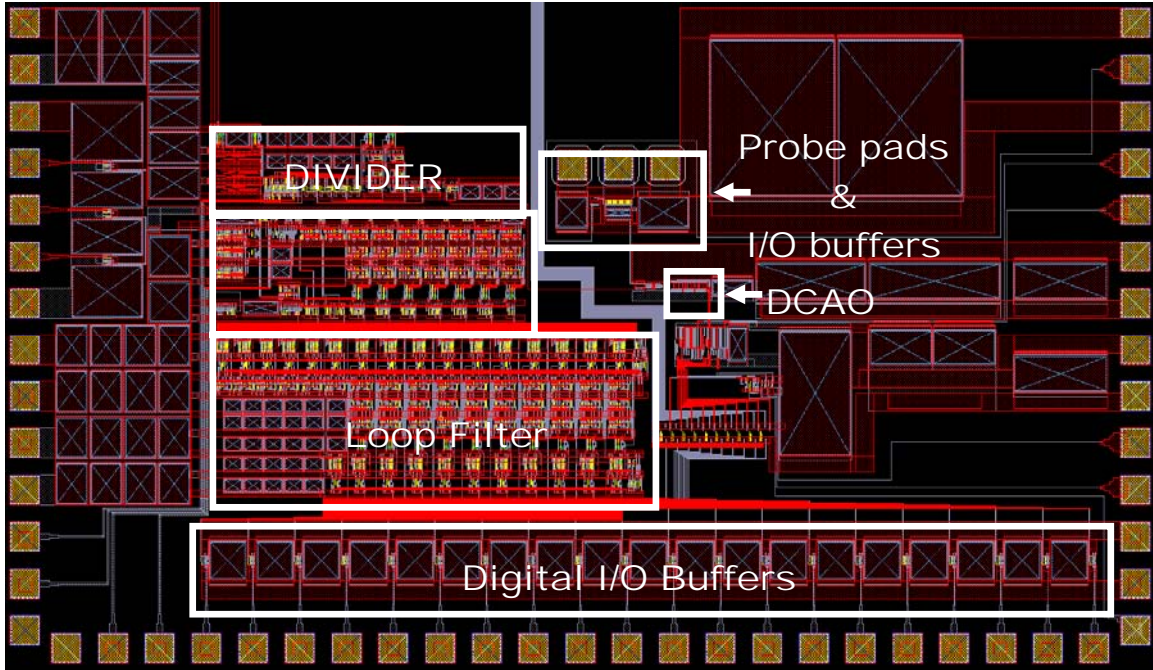 DIVIDER
Probe pads
&
I/O buffers
DCAO
Loop Filter
Digital I/O Buffers